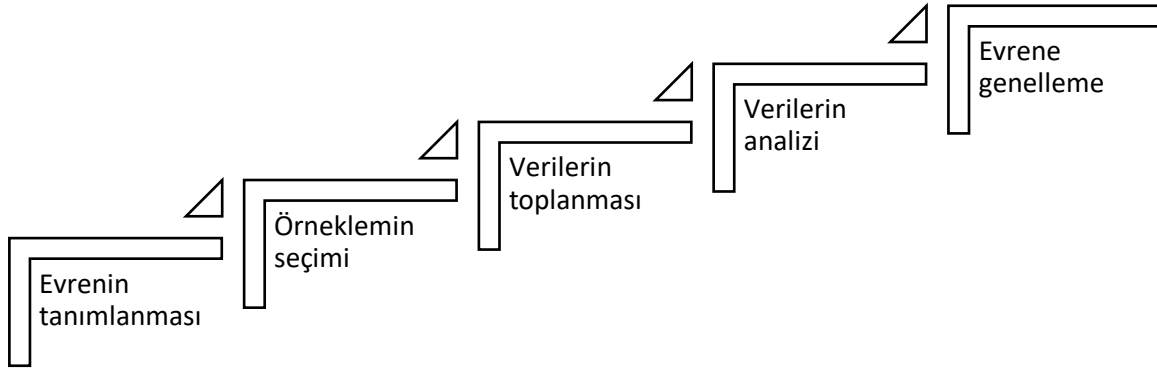 Evrenin
tanımlanması
Örneklemin
seçimi
Verilerin
toplanması
Verilerin
analizi
Evrene
genelleme